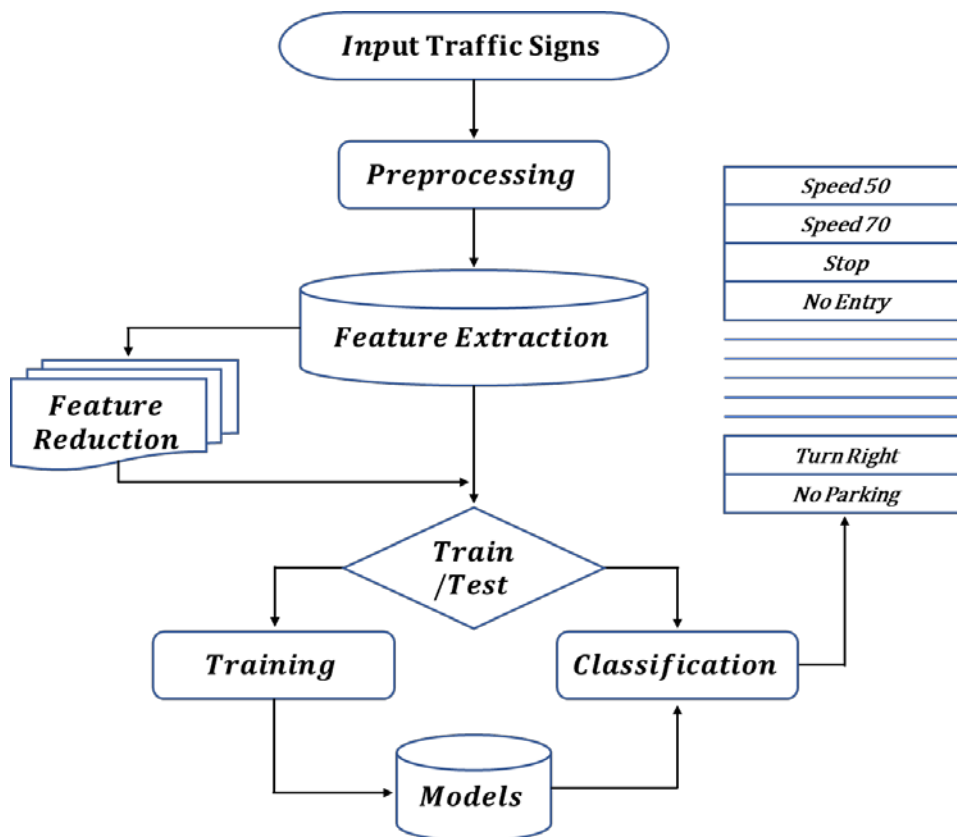 Input Traffic Signs
Preprocessing
Feature Extraction
Feature
Reduction
Train
/Test
Training
Classification
Models
Speed 50
Speed 70
Stop
No Entry
Turn Right
No Parking